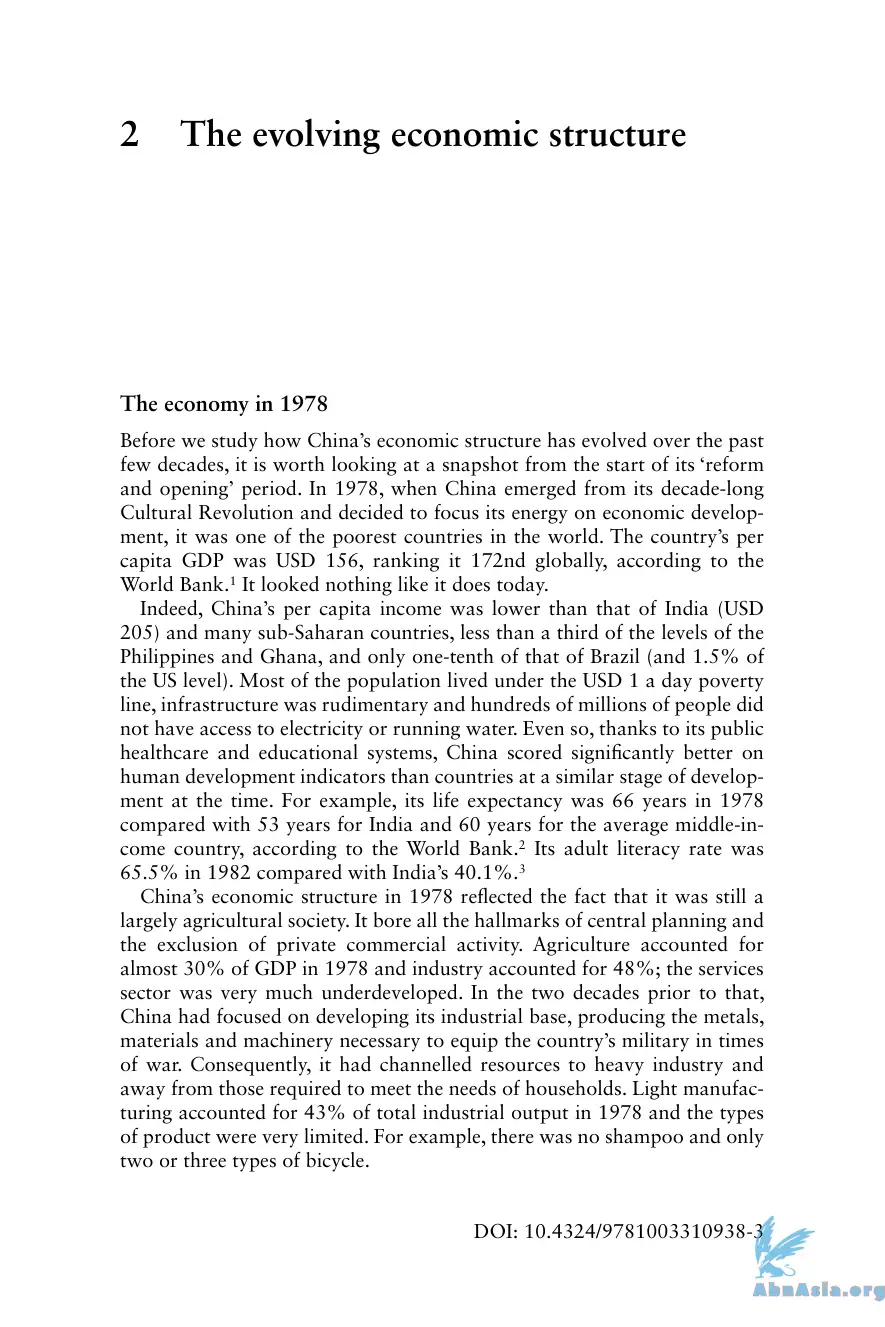 2 The evolving economic structure
The economy in 1978
Before we study how China’s economic structure has evolved over the past
few decades, it is worth looking at a snapshot from the start of its ‘reform
and opening’ period. In 1978, when China emerged from its decade-long
Cultural Revolution and decided to focus its energy on economic develop-
ment, it was one of the poorest countries in the world. The country’s per
capita GDP was USD 156, ranking it 172nd globally, according to the
World Bank.¹ It looked nothing like it does today.
Indeed, China’s per capita income was lower than that of India (USD
205) and many sub-Saharan countries, less than a third of the levels of the
Philippines and Ghana, and only one-tenth of that of Brazil (and 1.5% of
the US level). Most of the population lived under the USD 1 a day poverty
line, infrastructure was rudimentary and hundreds of millions of people did
not have access to electricity or running water. Even so, thanks to its public
healthcare and educational systems, China scored significantly better on
human development indicators than countries at a similar stage of develop-
ment at the time. For example, its life expectancy was 66 years in 1978
compared with 53 years for India and 60 years for the average middle-in-
come country, according to the World Bank.² Its adult literacy rate was
65.5% in 1982 compared with India’s 40.1%.³
China’s economic structure in 1978 reflected the fact that it was still a
largely agricultural society. It bore all the hallmarks of central planning and
the exclusion of private commercial activity. Agriculture accounted for
almost 30% of GDP in 1978 and industry accounted for 48%; the services
sector was very much underdeveloped. In the two decades prior to that,
China had focused on developing its industrial base, producing the metals,
materials and machinery necessary to equip the country’s military in times
of war. Consequently, it had channelled resources to heavy industry and
away from those required to meet the needs of households. Light manufac-
turing accounted for 43% of total industrial output in 1978 and the types
of product were very limited. For example, there was no shampoo and only
two or three types of bicycle.
DOI: 10.4324/9781003310938-3
AbnAsia.org